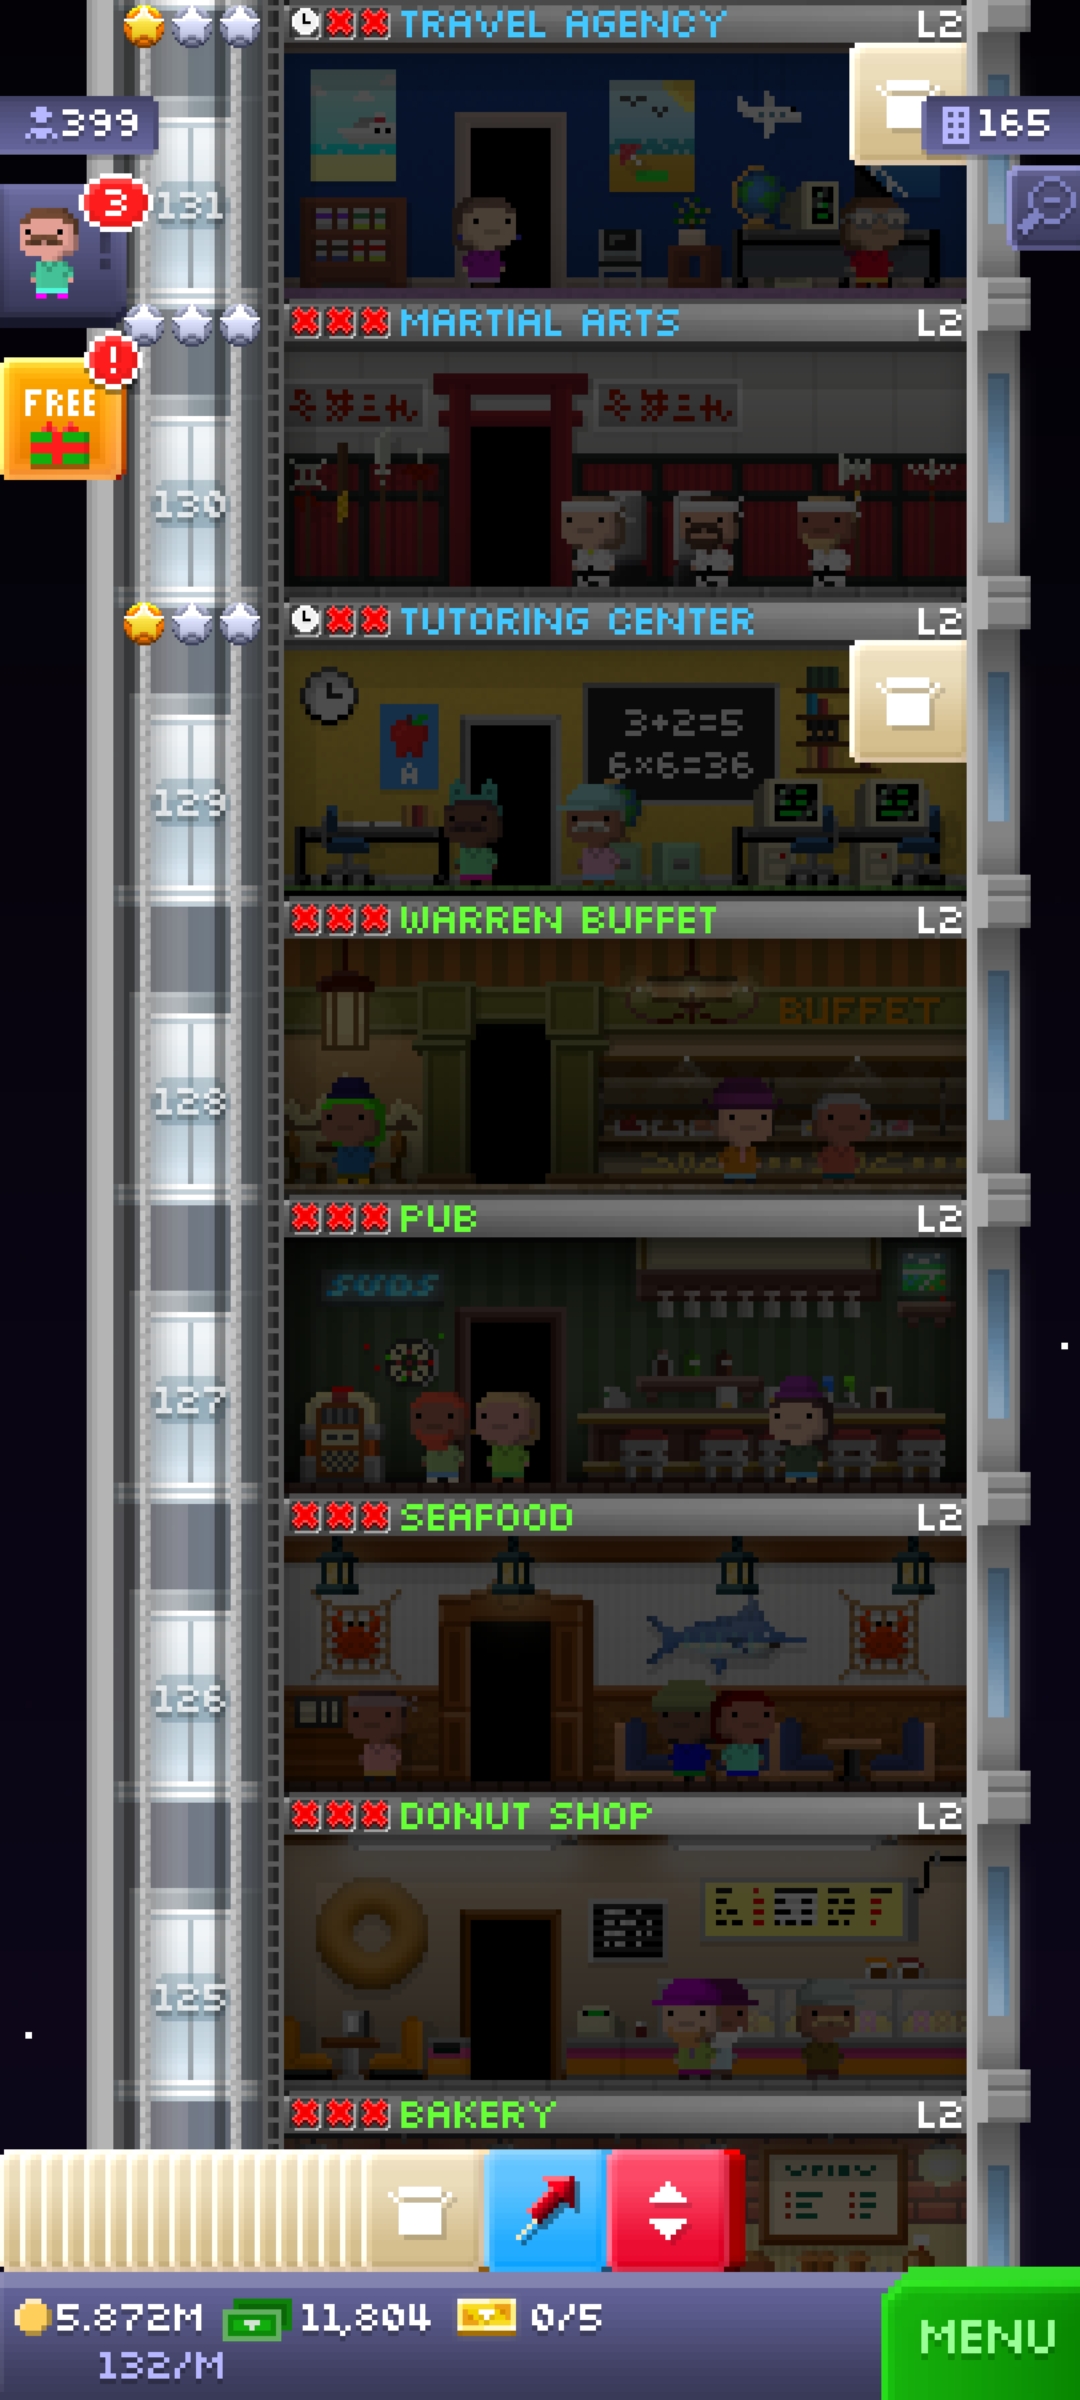 TRAVEL AGENCY L2
399
165
3
131
MARTIAL ARTS L2
!
FREE
130
TUTORING CENTER L2
3+2=5
6×6=36
A
129
WARREN BUFFET L2
BUFFET
128
PUB L2
SUDS
127
SEAFOOD L2
126
DONUT SHOP L2
125
BAKERY L2
5.872M 11,804 0/5
132/M
MENU